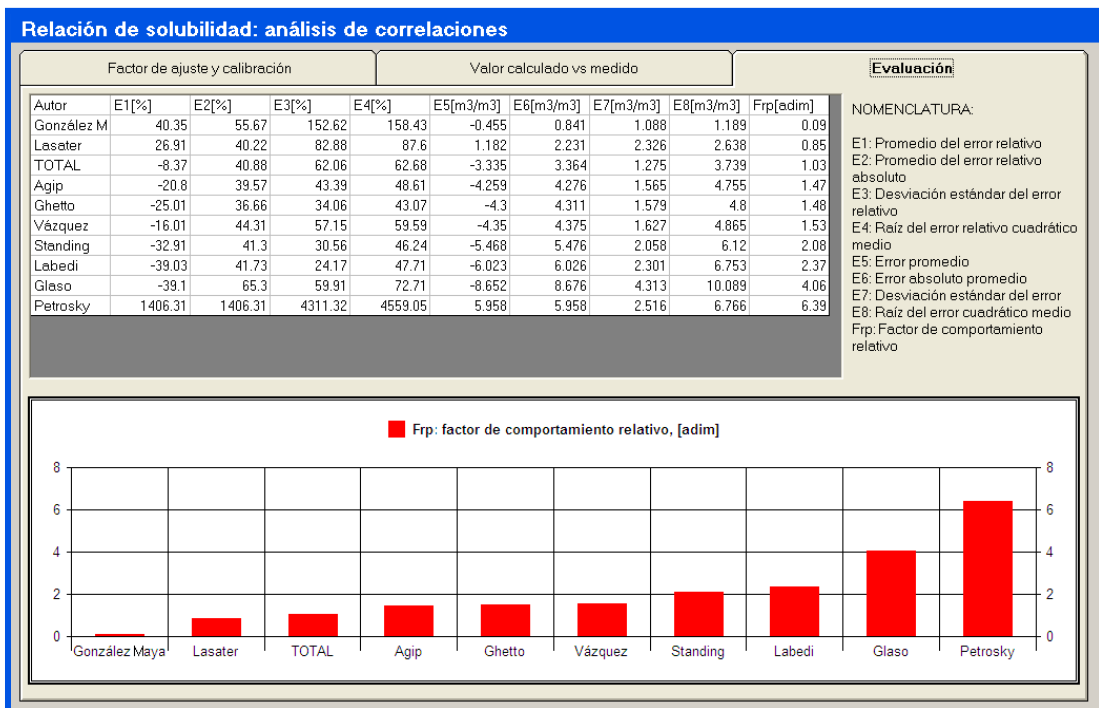 Relación de solubilidad: análisis de correlaciones
Factor de ajuste y calibración Valor calculado vs medido Evaluación
Autor E1[%] E2[%] E3[%] E4[%] E5[m3/m3] E6[m3/m3] E7[m3/m3] E8[m3/m3] Frp[adim]
González M 40.35 55.67 152.62 158.43 -0.455 0.841 1.088 1.189 0.09
Lasater 26.91 40.22 82.88 87.6 1.182 2.231 2.326 2.638 0.85
TOTAL -8.37 40.88 62.06 62.68 -3.335 3.364 1.275 3.739 1.03
Agip -20.8 39.57 43.39 48.61 -4.259 4.276 1.565 4.755 1.47
Ghetto -25.01 36.66 34.06 43.07 -4.3 4.311 1.579 4.8 1.48
Vázquez -16.01 44.31 57.15 59.59 -4.35 4.375 1.627 4.865 1.53
Standing -32.91 41.3 30.56 46.24 -5.468 5.476 2.058 6.12 2.08
Labedi -39.03 41.73 24.17 47.71 -6.023 6.026 2.301 6.753 2.37
Glaso -39.1 65.3 59.91 72.71 -8.652 8.676 4.313 10.089 4.06
Petrosky 1406.31 1406.31 4311.32 4559.05 5.958 5.958 2.516 6.766 6.39
NOMENCLATURA:
E1: Promedio del error relativo
E2: Promedio del error relativo
absoluto
E3: Desviación estándar del error
relativo
E4: Raíz del error relativo cuadrático
medio
E5: Error promedio
E6: Error absoluto promedio
E7: Desviación estándar del error
E8: Raíz del error cuadrático medio
Frp: Factor de comportamiento
relativo
Frp: factor de comportamiento relativo, [adim]
8 8
6 6
4 4
2 2
0 0
González Maya Lasater TOTAL Agip Ghetto Vázquez Standing Labedi Glaso Petrosky